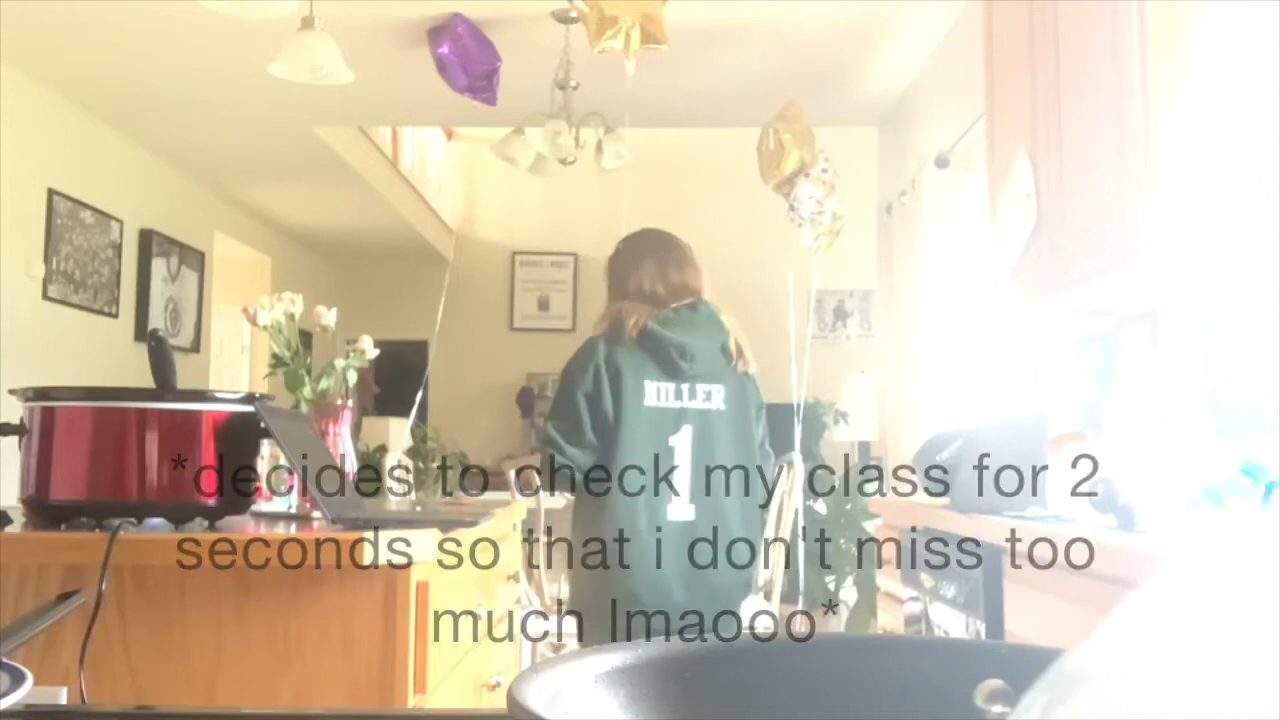 MILLER
1
*decides to check my class for 2
seconds so that i don't miss too
much lmaooo*